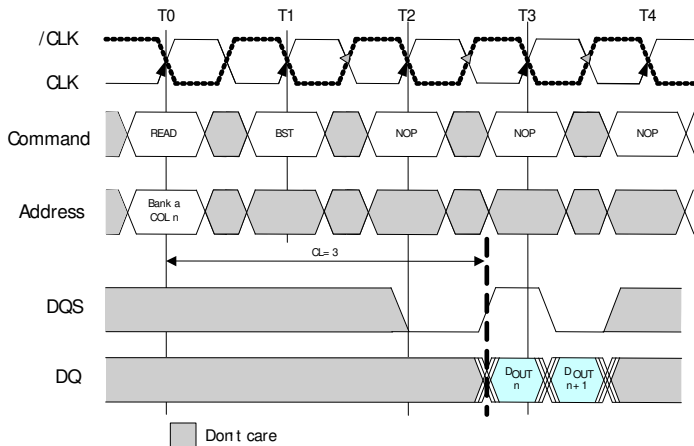 T0 T1 T2 T3 T4
/CLK
CLK
Command READ BST NOP NOP NOP
Address Bank a
COL n
CL= 3
DQS
DQ DOUT
n DOUT
n+ 1
Don't care